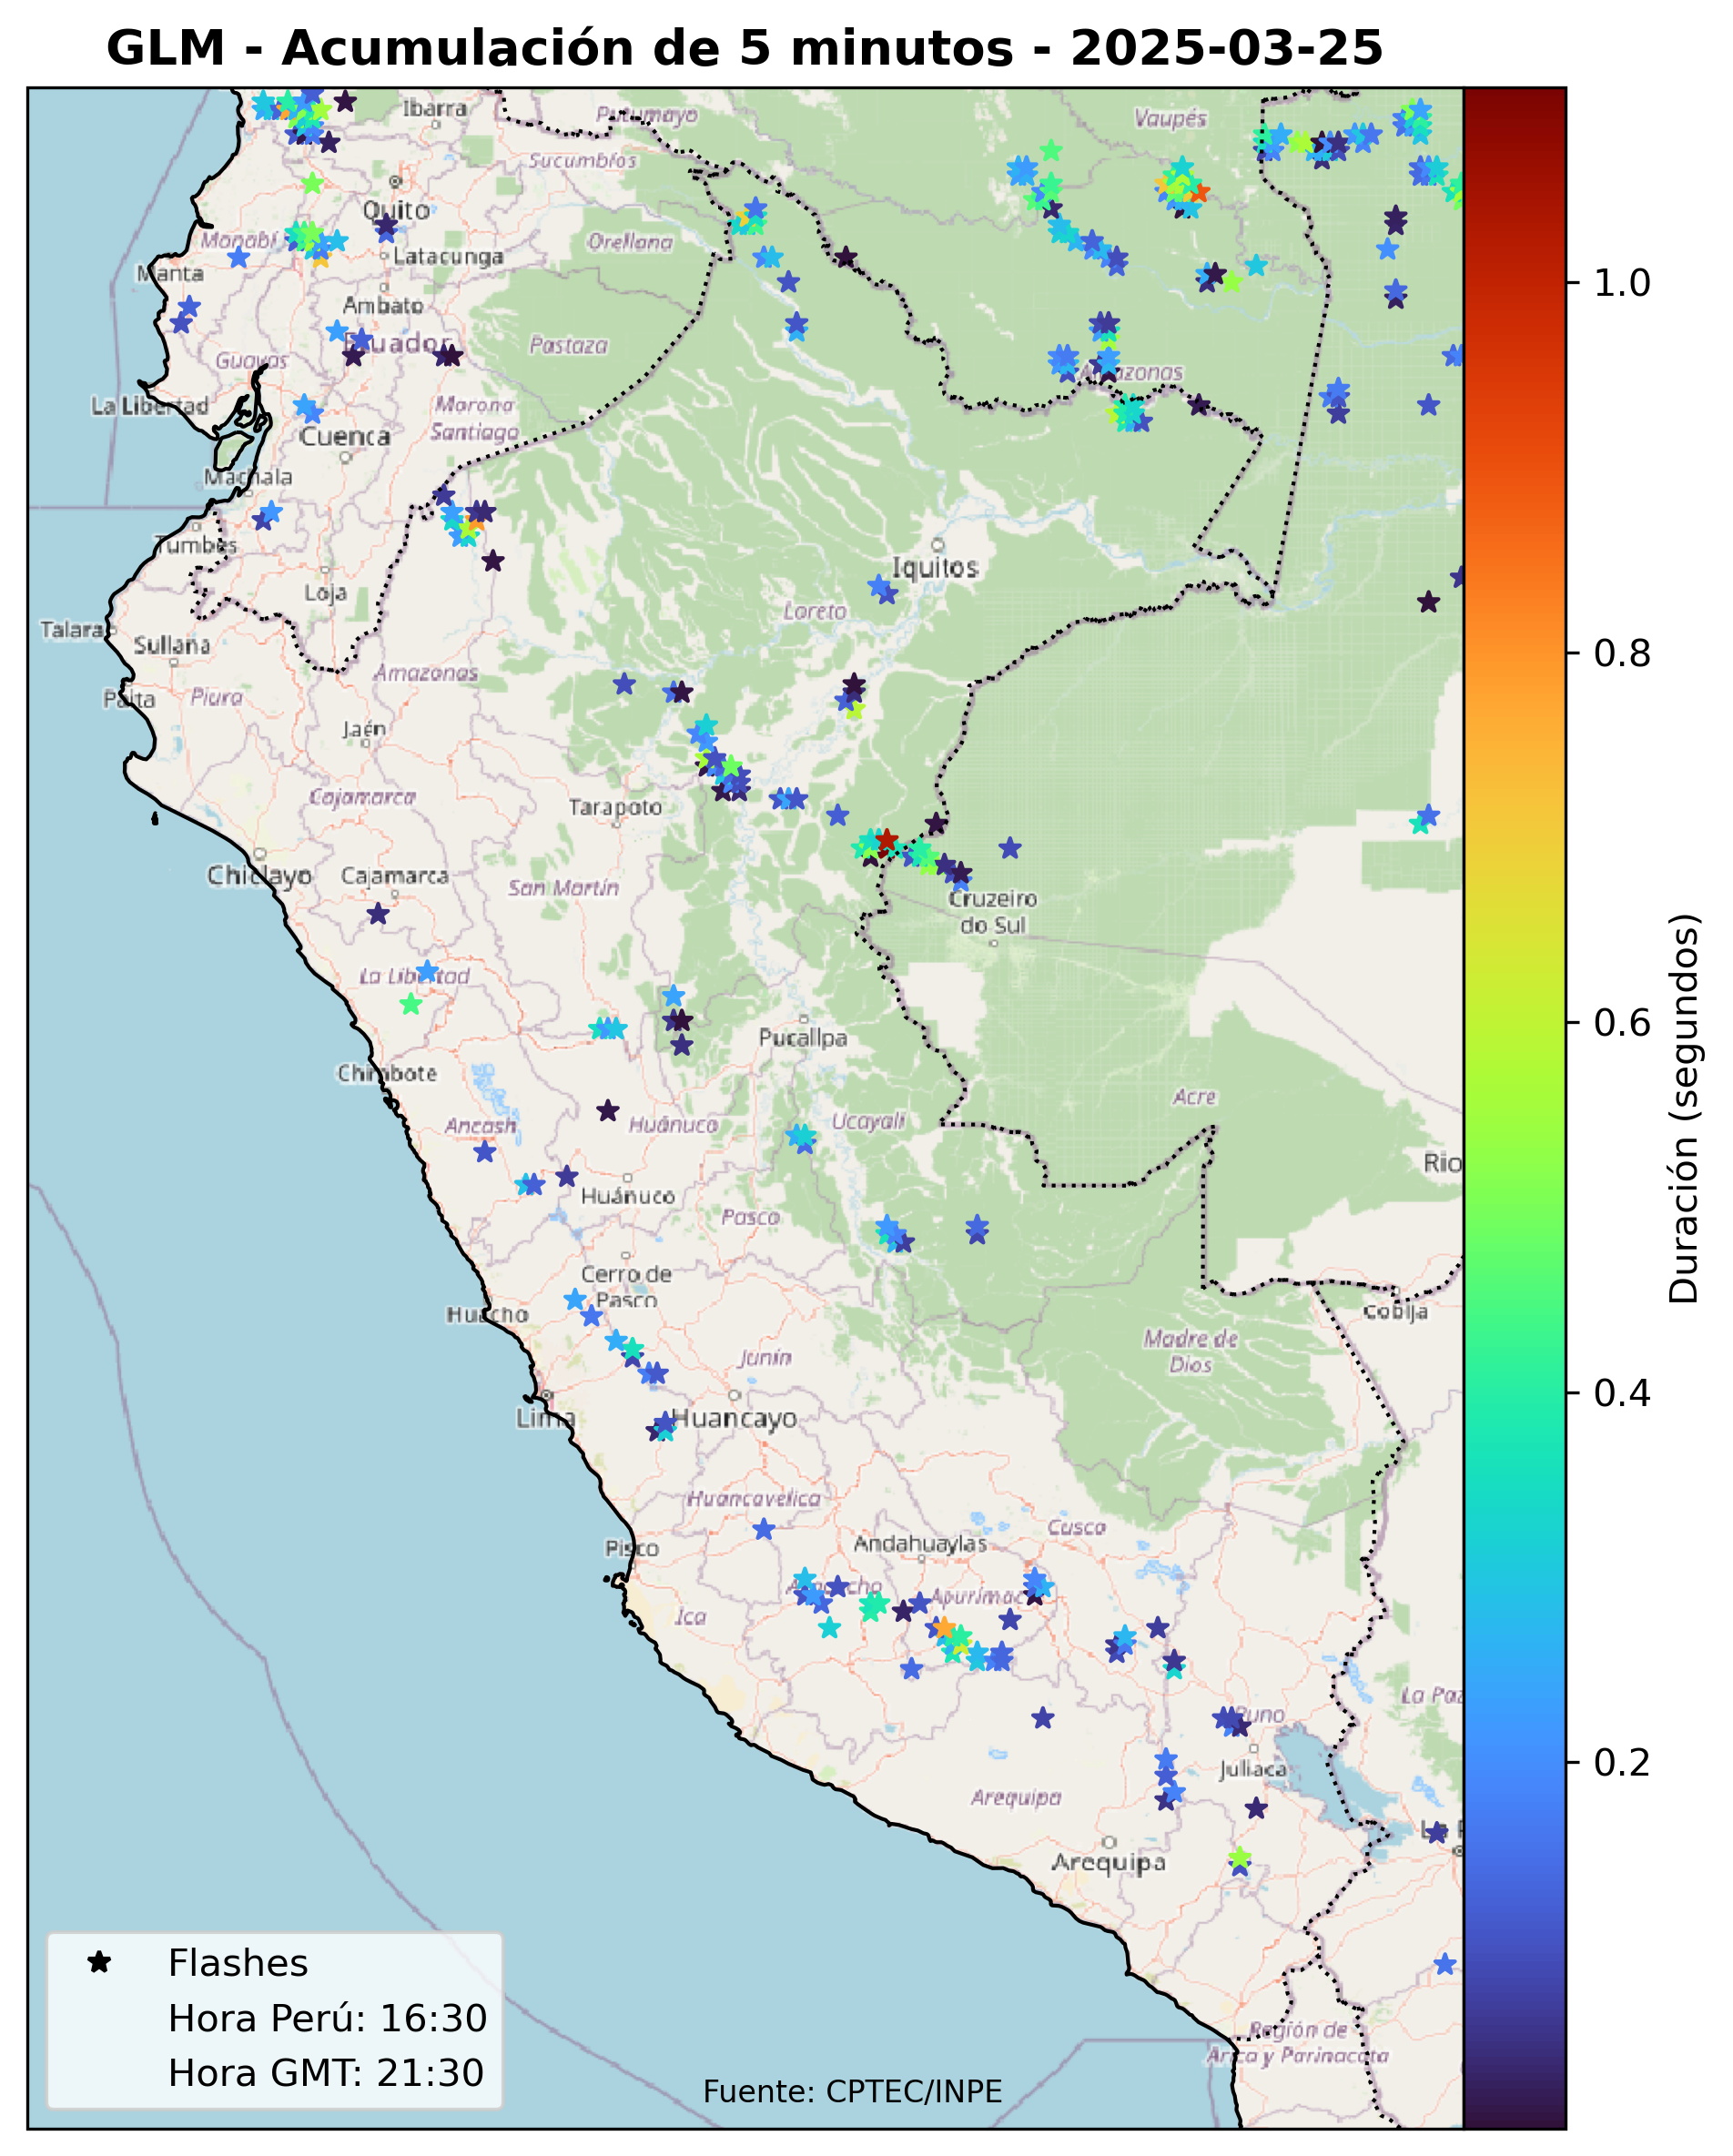 GLM - Acumulación de 5 minutos - 2025-03-25
Ibarra
Putumayo
Vaupés
Sucumbíos
Quito
Manabí
Orellana
Latacunga
Manta
Ambato
Ecuador
Pastaza
Guayas
Amazonas
La Libertad
Morona
Santiago
Cuenca
Machala
Tumbes
Iquitos
Loja
Loreto
Talara
Sullana
Amazonas
Paita
Piura
Jaén
Cajamarca
Tarapoto
Chiclayo
Cajamarca
San Martín
Cruzeiro
do Sul
La Libertad
Pucallpa
Chimbote
Acre
Ancash
Huánuco
Ucayali
Rio
Huánuco
Pasco
Cerro de
Pasco
Huacho
Cobija
Madre de
Dios
Junín
Lima
Huancayo
Huancavelica
Cusco
Pisco
Andahuaylas
Ayacucho
Apurímac
Ica
La Paz
Puno
Juliaca
Arequipa
Arequipa
La P
Región de
Arica y Parinacota
Flashes
Hora Perú: 16:30
Hora GMT: 21:30
Fuente: CPTEC/INPE
1.0
0.8
0.6
0.4
0.2
Duración (segundos)